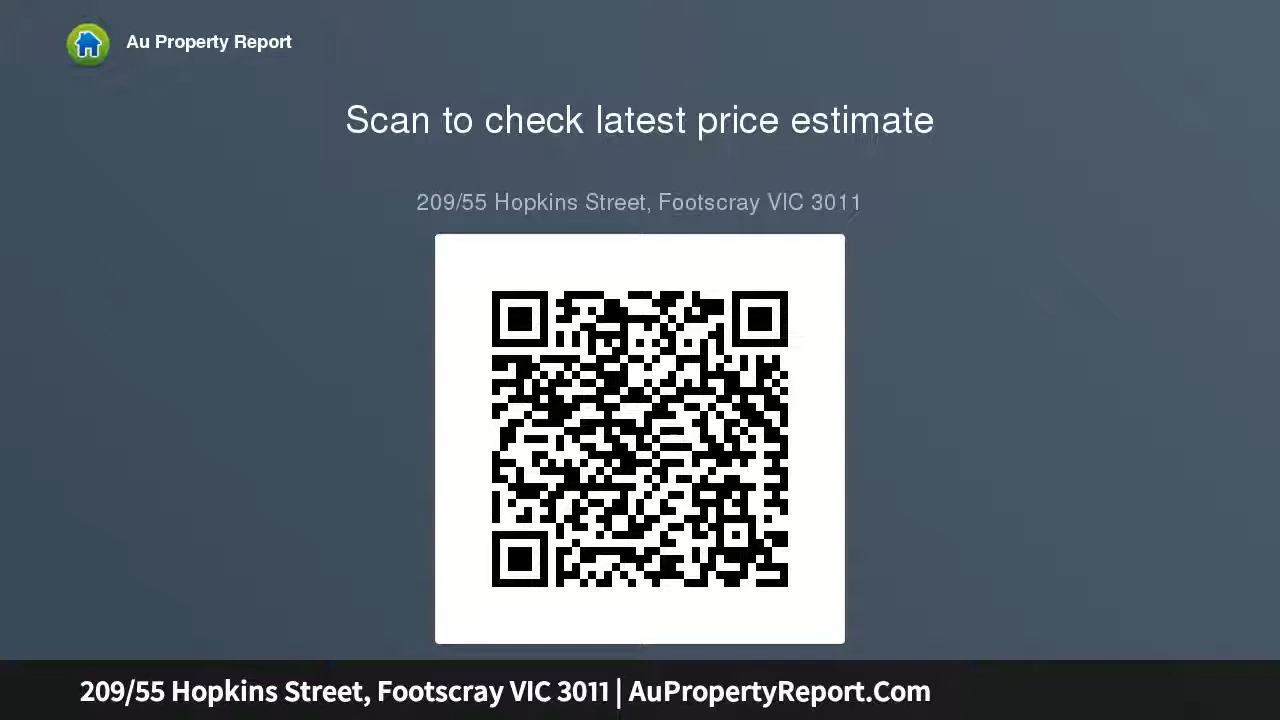 Au Property Report
Scan to check latest price estimate
209/55 Hopkins Street, Footscray VIC 3011
209/55 Hopkins Street, Footscray VIC 3011 | AuPropertyReport.Com